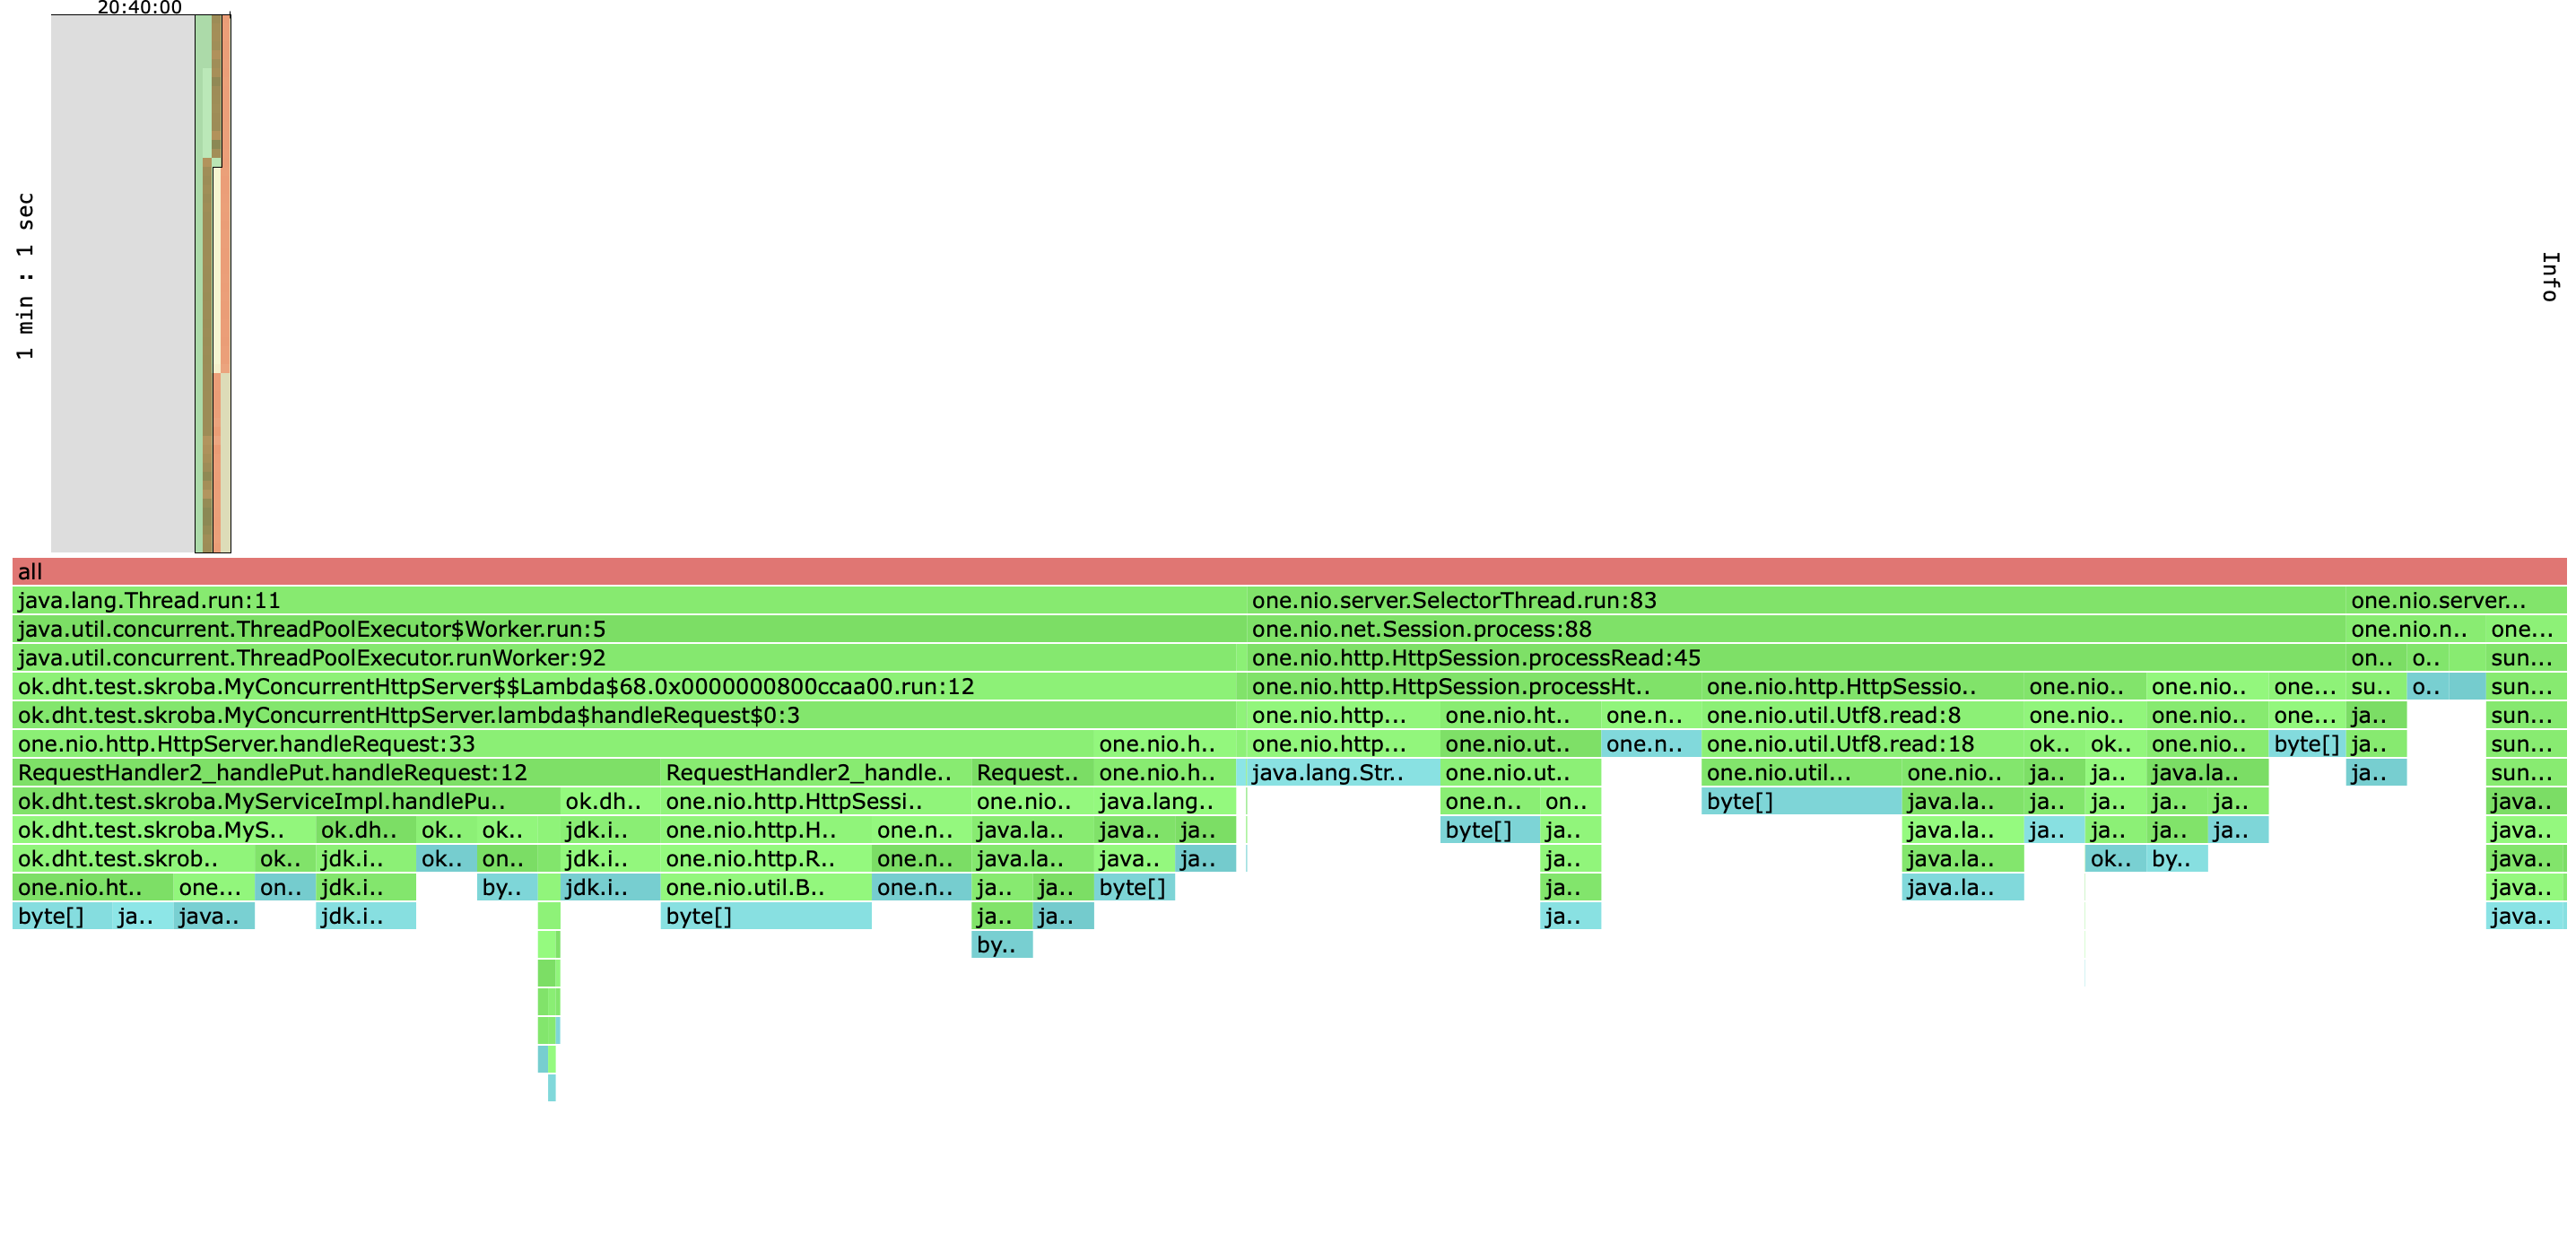 20:40:00
1 min : 1 sec
Info
all
java.lang.Thread.run:11 one.nio.server.SelectorThread.run:83 one.nio.server...
java.util.concurrent.ThreadPoolExecutor$Worker.run:5 one.nio.net.Session.process:88 one.nio.n.. one...
java.util.concurrent.ThreadPoolExecutor.runWorker:92 one.nio.http.HttpSession.processRead:45 on.. o.. sun...
ok.dht.test.skroba.MyConcurrentHttpServer$$Lambda$68.0x0000000800ccaa00.run:12 one.nio.http.HttpSession.processHt.. one.nio.http.HttpSessio.. one.nio.. one.nio.. one... su.. o.. sun...
ok.dht.test.skroba.MyConcurrentHttpServer.lambda$handleRequest$0:3 one.nio.http... one.nio.ht.. one.n.. one.nio.util.Utf8.read:8 one.nio.. one.nio.. one... ja.. sun...
one.nio.http.HttpServer.handleRequest:33 one.nio.h.. one.nio.http... one.nio.ut.. one.n.. one.nio.util.Utf8.read:18 ok.. ok.. one.nio.. byte[] ja.. sun...
RequestHandler2_handlePut.handleRequest:12 RequestHandler2_handle.. Request.. one.nio.h.. java.lang.Str.. one.nio.ut.. one.nio.util... one.nio.. ja.. ja.. java.la.. ja.. sun...
ok.dht.test.skroba.MyServiceImpl.handlePu.. ok.dh.. one.nio.http.HttpSessi.. one.nio.. java.lang.. one.n.. on.. byte[] java.la.. ja.. ja.. ja.. ja.. java..
ok.dht.test.skroba.MyS.. ok.dh.. ok.. ok.. jdk.i.. one.nio.http.H.. one.n.. java.la.. java.. ja.. byte[] ja.. java.la.. ja.. ja.. ja.. ja.. java..
ok.dht.test.skrob.. ok.. jdk.i.. ok.. on.. jdk.i.. one.nio.http.R.. one.n.. java.la.. java.. ja.. ja.. java.la.. ok.. by.. java..
one.nio.ht.. one... on.. jdk.i.. by.. jdk.i.. one.nio.util.B.. one.n.. ja.. ja.. byte[] ja.. java.la.. java..
byte[] ja.. java.. jdk.i.. byte[] ja.. ja.. ja.. java..
by..